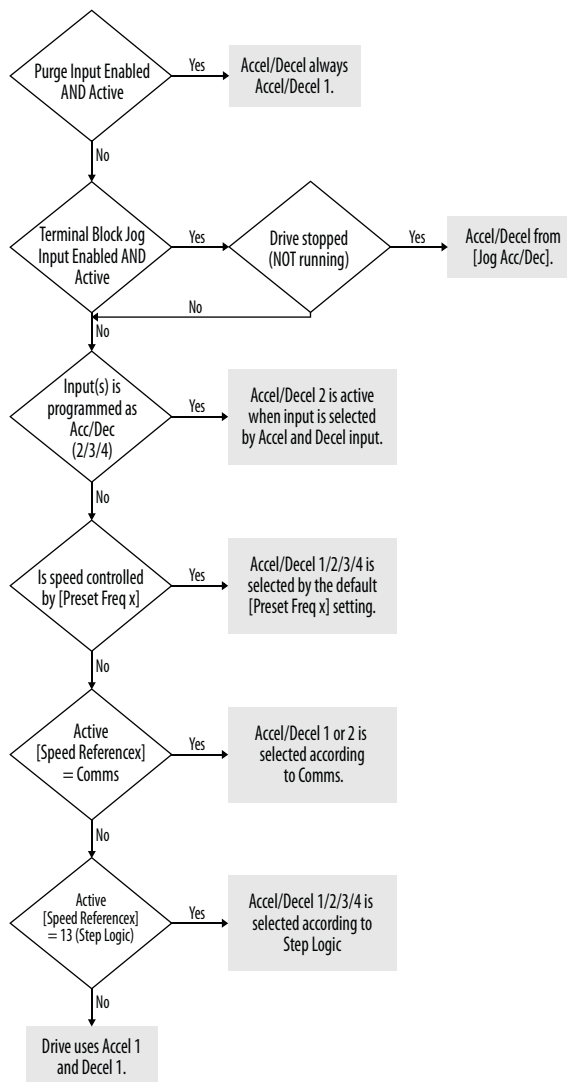 Purge Input Enabled
AND Active
Yes
Accel/Decel always
Accel/Decel 1.
No
Terminal Block Jog
Input Enabled AND
Active
Yes
Drive stopped
(NOT running)
Yes
Accel/Decel from
[Jog Acc/Dec].
No
No
Input(s) is
programmed as
Acc/Dec
(2/3/4)
Yes
Accel/Decel 2 is active
when input is selected
by Accel and Decel input.
No
Is speed controlled
by [Preset Freq x]
Yes
Accel/Decel 1/2/3/4 is
selected by the default
[Preset Freq x] setting.
No
Active
[Speed Referencex]
= Comms
Yes
Accel/Decel 1 or 2 is
selected according
to Comms.
No
Active
[Speed Referencex]
= 13 (Step Logic)
Yes
Accel/Decel 1/2/3/4 is
selected according to
Step Logic
No
Drive uses Accel 1
and Decel 1.